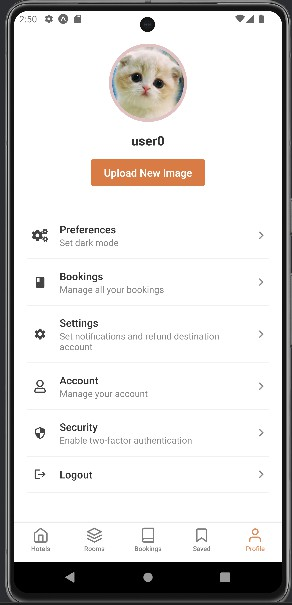 2:50
user0
Upload New Image
Preferences
Set dark mode
Bookings
Manage all your bookings
Settings
Set notifications and refund destination
account
Account
Manage your account
Security
Enable two-factor authentication
Logout
Hotels Rooms Bookings Saved Profile